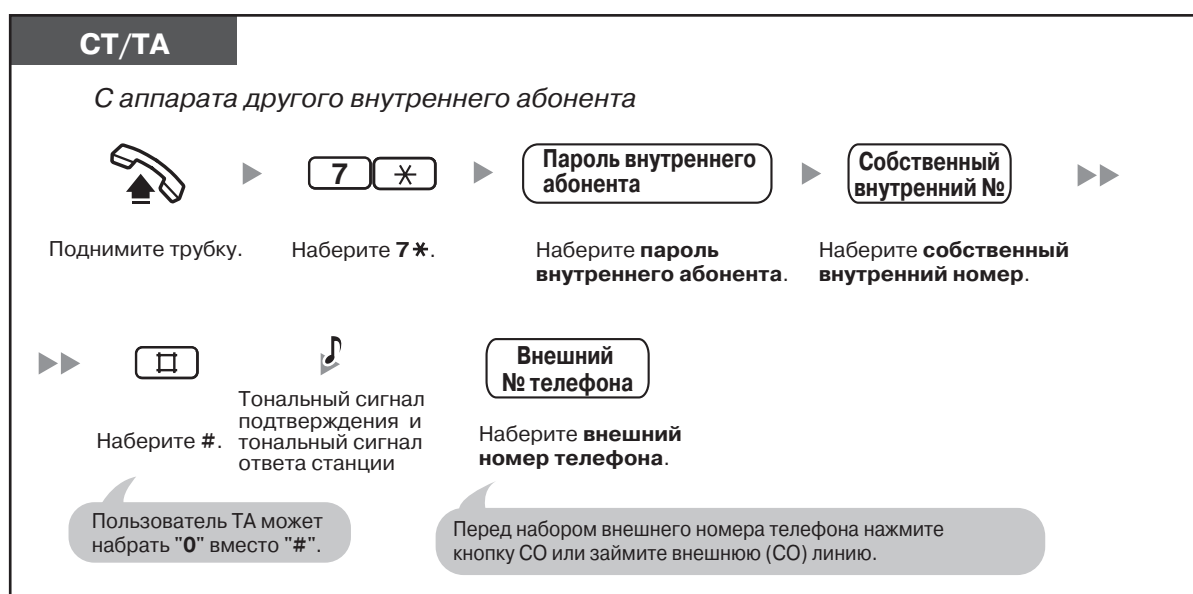 СТ/ТА
С аппарата другого внутреннего абонента
7 ✳
Пароль внутреннего
абонента
Собственный
внутренний №
Поднимите трубку.
Наберите 7✳.
Наберите пароль
внутреннего абонента.
Наберите собственный
внутренний номер.
#
Наберите #.
Тональный сигнал
подтверждения и
тональный сигнал
ответа станции
Внешний
№ телефона
Наберите внешний
номер телефона.
Пользователь ТА может
набрать "0" вместо "#".
Перед набором внешнего номера телефона нажмите
кнопку СО или займите внешнюю (СО) линию.